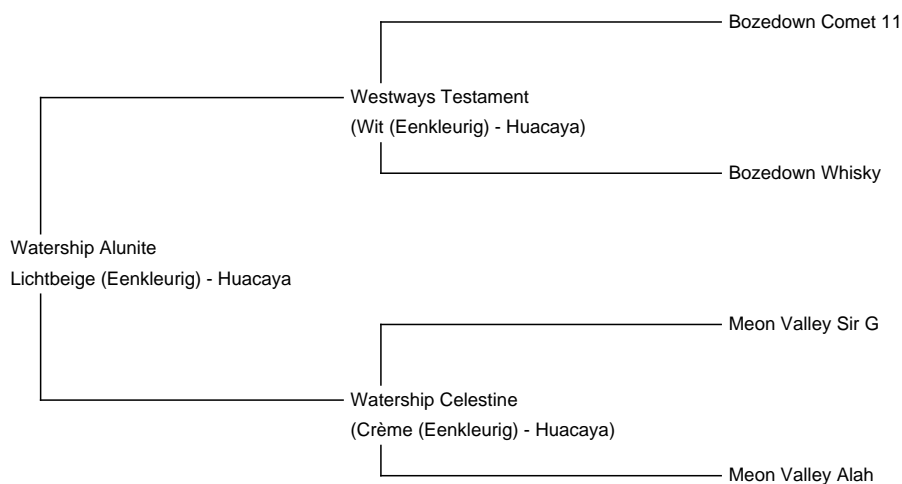 Bozedown Comet 11
Westways Testament
(Wit (Eenkleurig) - Huacaya)
Bozedown Whisky
Watership Alunite
Lichtbeige (Eenkleurig) - Huacaya
Meon Valley Sir G
Watership Celestine
(Crème (Eenkleurig) - Huacaya)
Meon Valley Alah